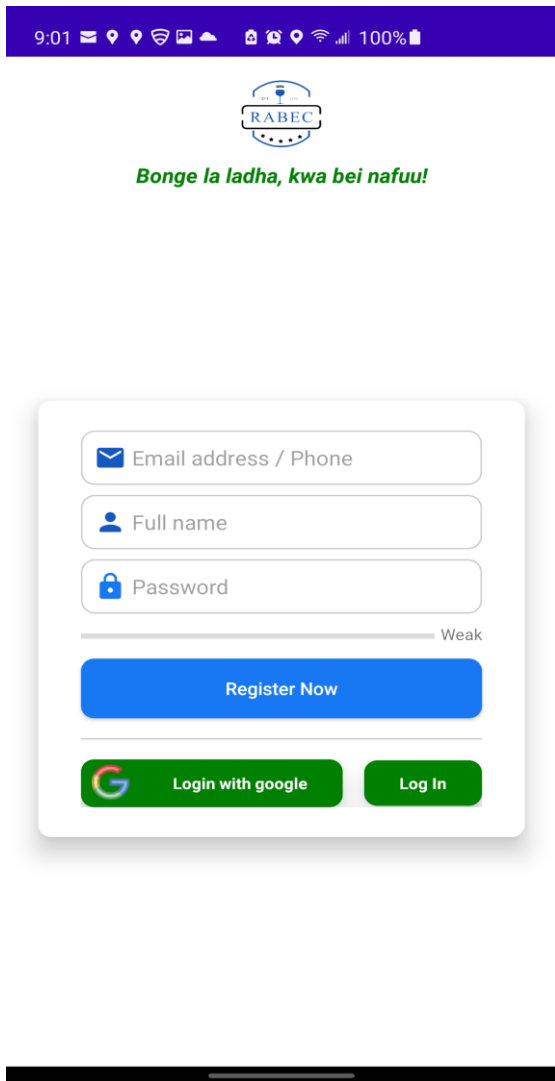 9:01
100%
RABEC
Bonge la ladha, kwa bei nafuu!
Email address / Phone
Full name
Password
Weak
Register Now
Login with google
Log In